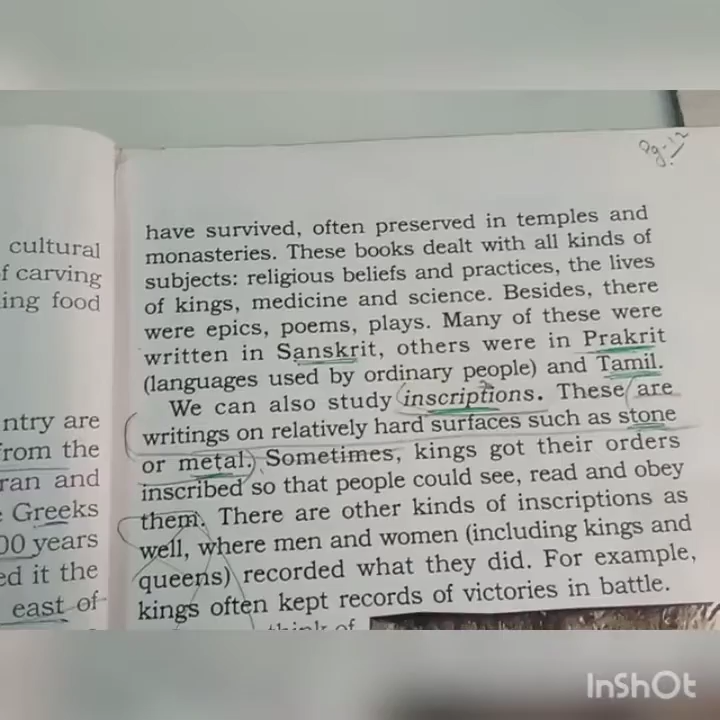 Pg-12
cultural
f carving
ing food
ntry are
from the
ran and
Greeks
00 years
ed it the
east of
have survived, often preserved in temples and
monasteries. These books dealt with all kinds of
subjects: religious beliefs and practices, the lives
of kings, medicine and science. Besides, there
were epics, poems, plays. Many of these were
written in Sanskrit, others were in Prakrit
(languages used by ordinary people) and Tamil.
We can also study inscriptions. These are
writings on relatively hard surfaces such as stone
or metal. Sometimes, kings got their orders
inscribed so that people could see, read and obey
them. There are other kinds of inscriptions as
well, where men and women (including kings and
queens) recorded what they did. For example,
kings often kept records of victories in battle.
think of
InShOt